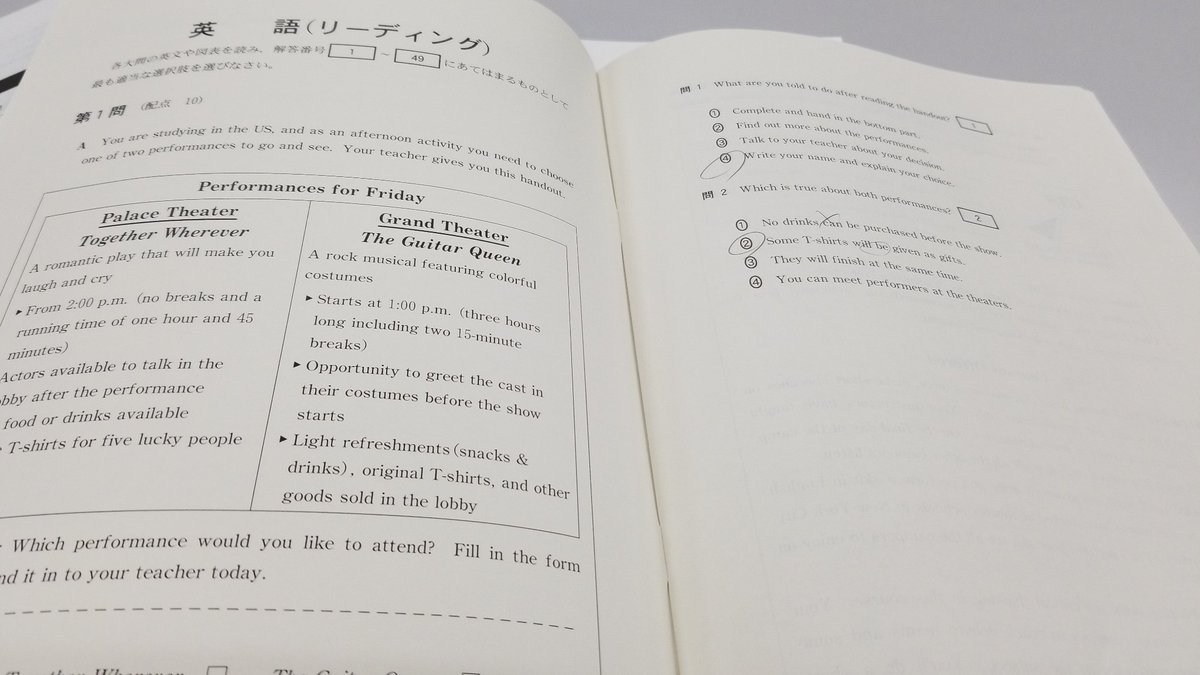 英 語(リーディング)
各大問の英文や図表を読み, 解答番号 1 ~ 49 にあてはまるものとして
最も適当な選択肢を選びなさい。
第1問 (配点 10)
A You are studying in the US, and as an afternoon activity you need to choose
one of two performances to go and see. Your teacher gives you this handout.
Performances for Friday
Palace Theater
Together Wherever
A romantic play that will make you
laugh and cry
▸From 2:00 p.m. (no breaks and a
running time of one hour and 45
minutes)
Actors available to talk in the
bby after the performance
food or drinks available
T-shirts for five lucky people
Grand Theater
The Guitar Queen
A rock musical featuring colorful
costumes
▸Starts at 1:00 p.m. (three hours
long including two 15-minute
breaks)
▸Opportunity to greet the cast in
their costumes before the show
starts
▸Light refreshments (snacks &
drinks), original T-shirts, and other
goods sold in the lobby
Which performance would you like to attend? Fill in the form
nd it in to your teacher today.
問 1 What are you told to do after reading the handout? 1
① Complete and hand in the bottom part.
② Find out more about the performances.
③ Talk to your teacher about your decision.
④ Write your name and explain your choice.
問 2 Which is true about both performances? 2
① No drinks can be purchased before the show.
② Some T-shirts will be given as gifts.
③ They will finish at the same time.
④ You can meet performers at the theaters.